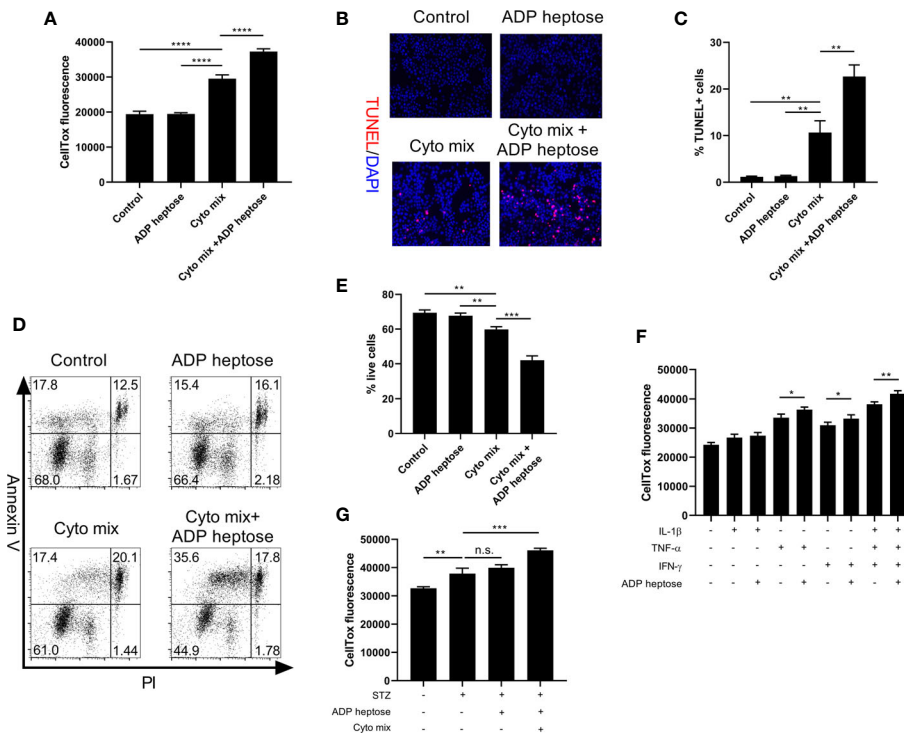 A
CellTox fluorescence
40000
30000
20000
10000
0
****
****
****
Control
ADP heptose
Cyto mix
Cyto mix +ADP heptose
B
TUNEL/DAPI
Control
ADP heptose
Cyto mix
Cyto mix +
ADP heptose
C
% TUNEL+ cells
30
20
10
0
**
**
**
Control
ADP heptose
Cyto mix
Cyto mix +ADP heptose
D
Annexin V
PI
Control
17.8
12.5
68.0
1.67
ADP heptose
15.4
16.1
66.4
2.18
Cyto mix
17.4
20.1
61.0
1.44
Cyto mix+
ADP heptose
35.6
17.8
44.9
1.78
E
% live cells
80
60
40
20
0
**
**
***
Control
ADP heptose
Cyto mix
Cyto mix +
ADP heptose
F
CellTox fluorescence
50000
40000
30000
20000
10000
0
*
*
**
IL-1β - + + - - - - + +
TNF-α - - - + + - - + +
IFN-γ - - - - - + + + +
ADP heptose - - + - + - + - +
G
CellTox fluorescence
50000
40000
30000
20000
10000
0
**
n.s.
***
STZ - + + +
ADP heptose - - + +
Cyto mix - - - +